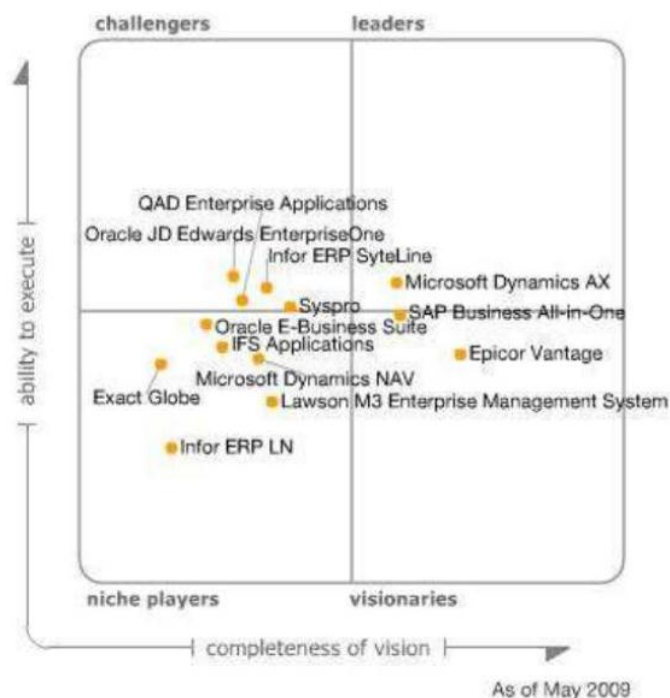 challengers
leaders
QAD Enterprise Applications
Oracle JD Edwards EnterpriseOne
Infor ERP SyteLine
Microsoft Dynamics AX
Syspro
SAP Business All-in-One
Oracle E-Business Suite
IFS Applications
Epicor Vantage
Microsoft Dynamics NAV
Exact Globe
Lawson M3 Enterprise Management System
Infor ERP LN
ability to execute
niche players
visionaries
completeness of vision
As of May 2009